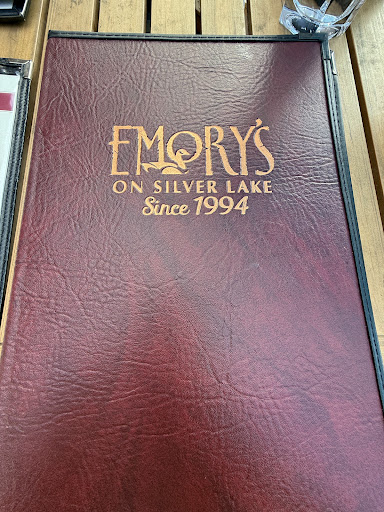 EMORY'S
ON SILVER LAKE
Since 1994